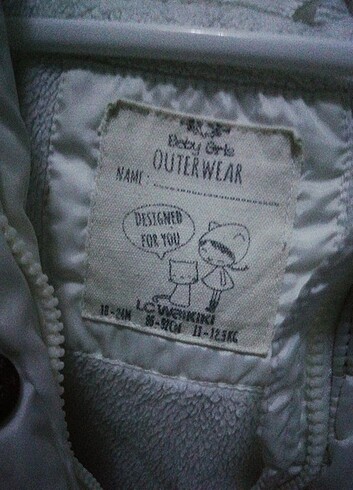 Baby Girls
OUTERWEAR
NAME:
DESIGNED
FOR YOU
LC WAIKIKI
18-24M 86-92CM 11-12.5KG